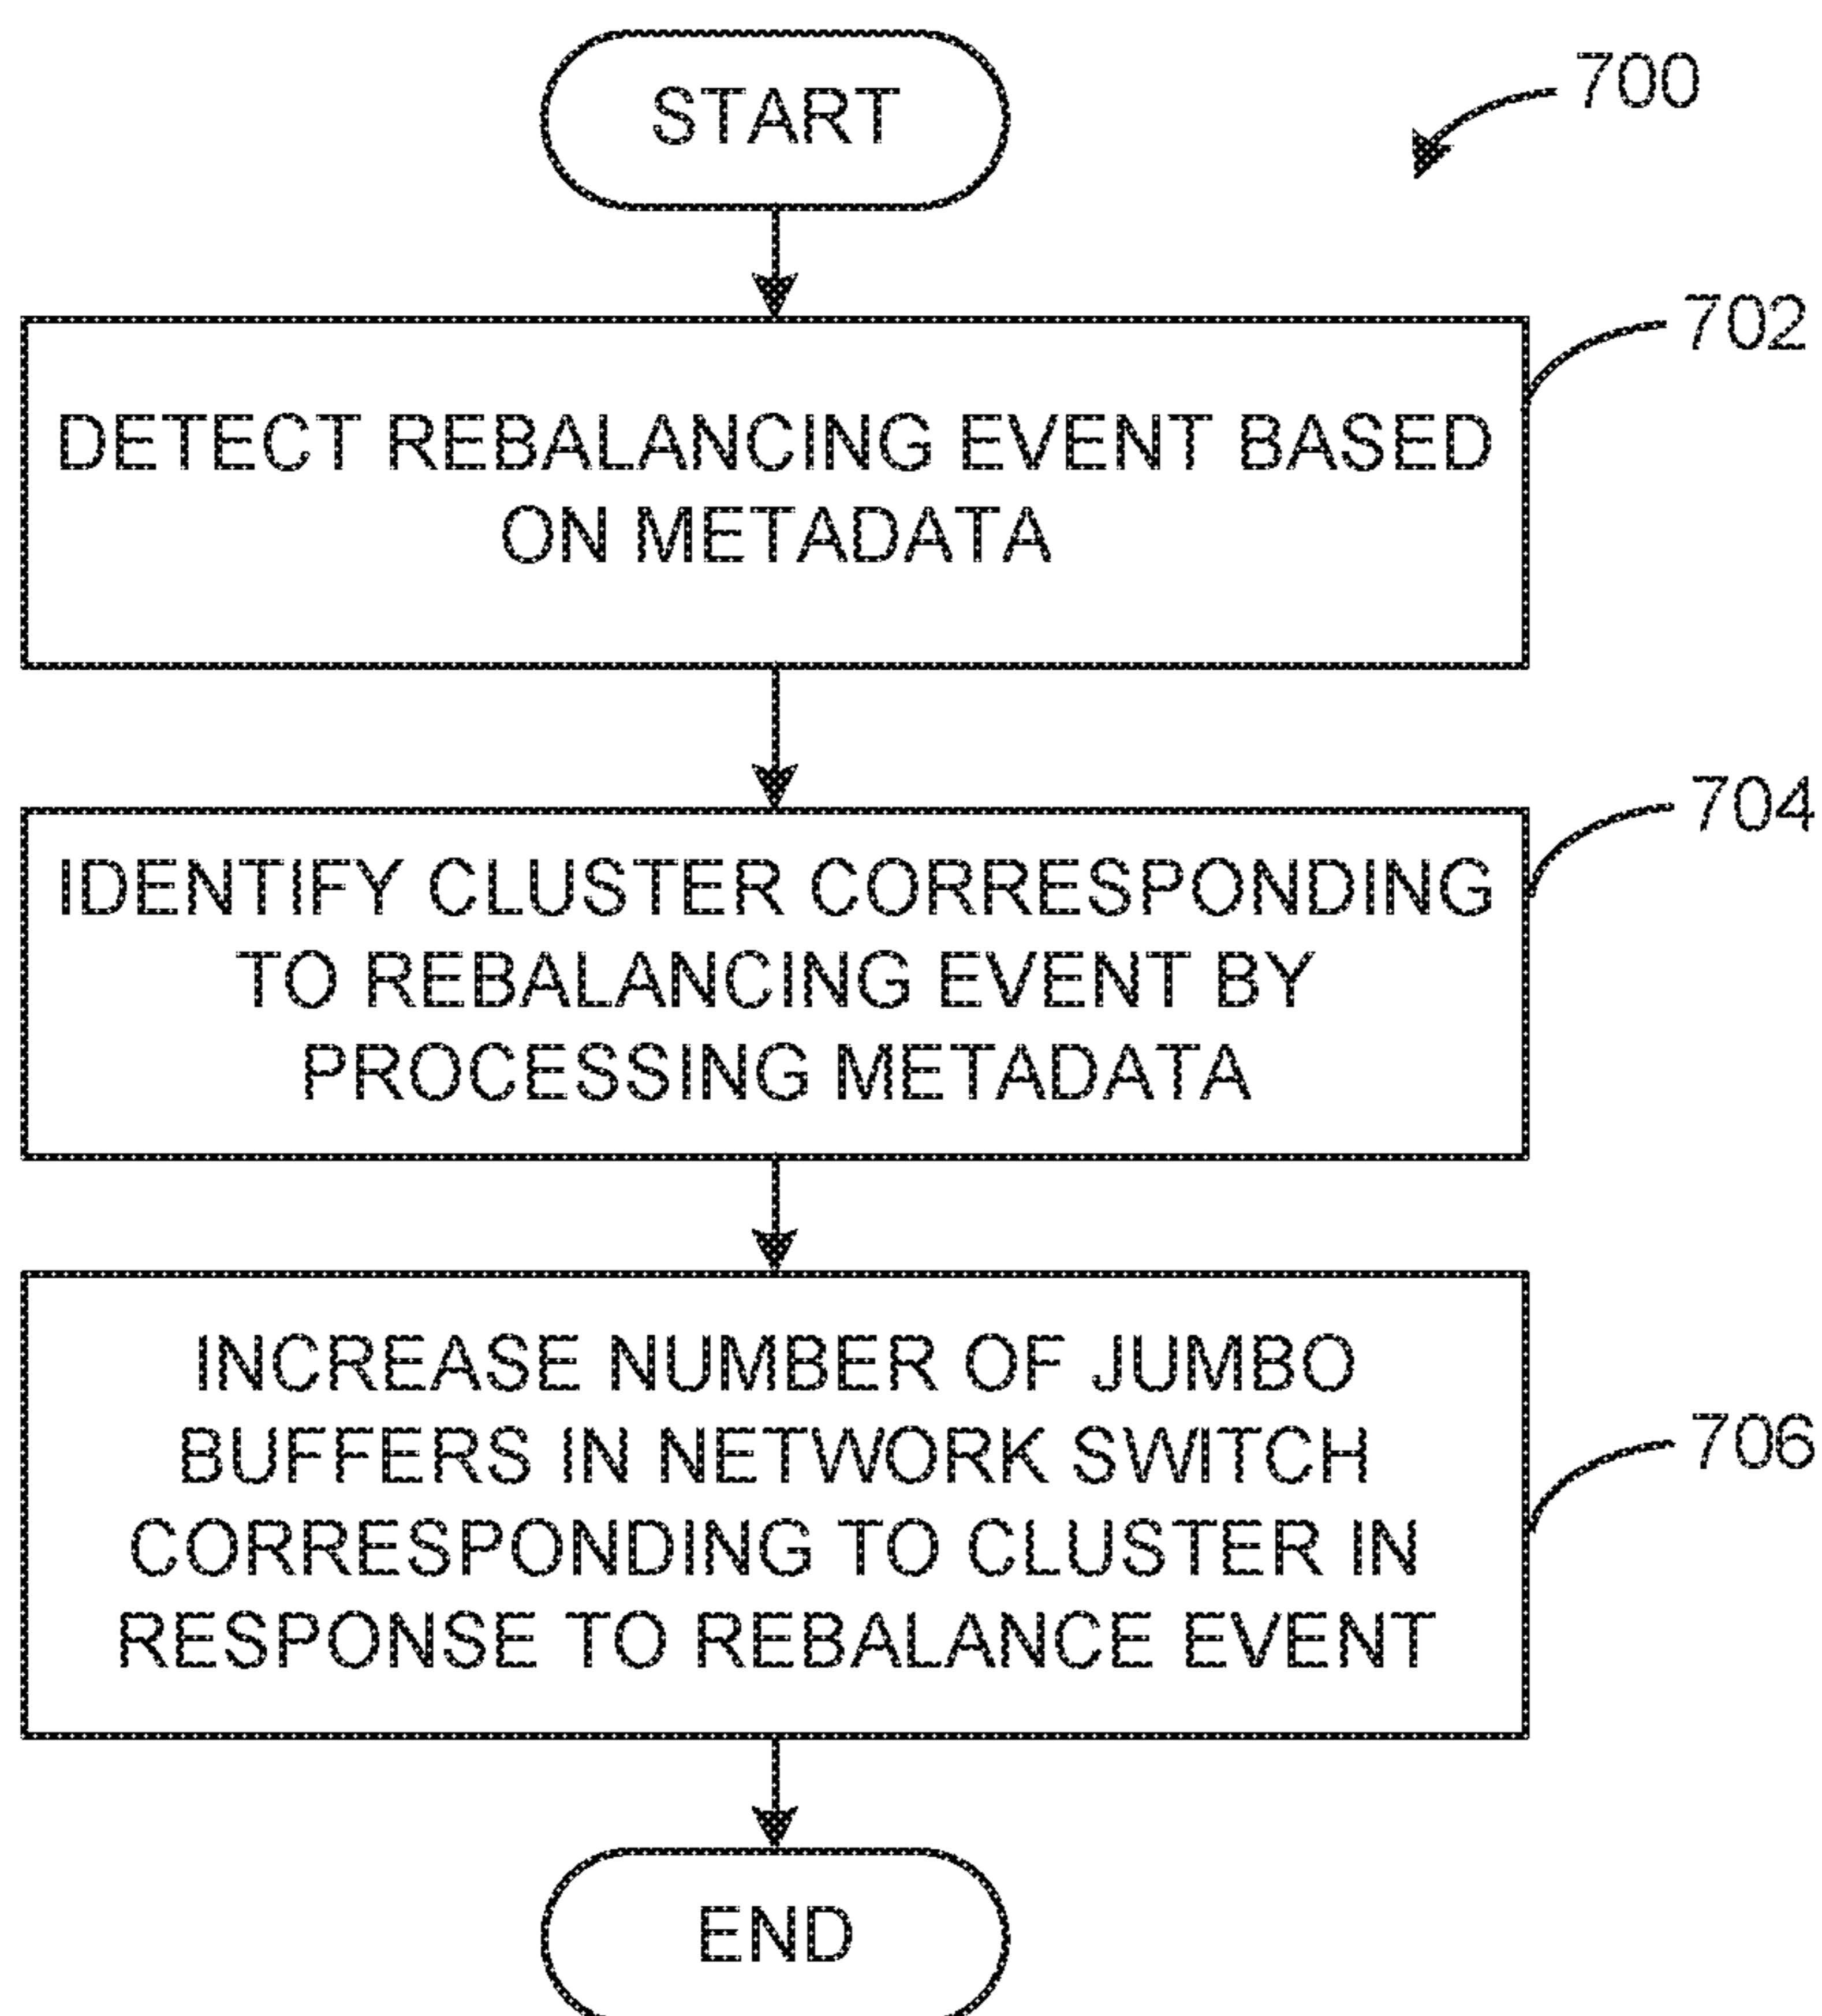 START
700
702
DETECT REBALANCING EVENT BASED
ON METADATA
704
IDENTIFY CLUSTER CORRESPONDING
TO REBALANCING EVENT BY
PROCESSING METADATA
INCREASE NUMBER OF JUMBO
BUFFERS IN NETWORK SWITCH
706
CORRESPONDING TO CLUSTER IN
RESPONSE TO REBALANCE EVENT
END